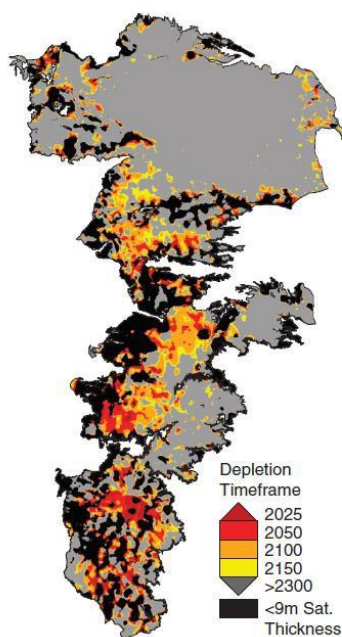 Depletion
Timeframe
2025
2050
2100
2150
>2300
<9m Sat.
Thickness